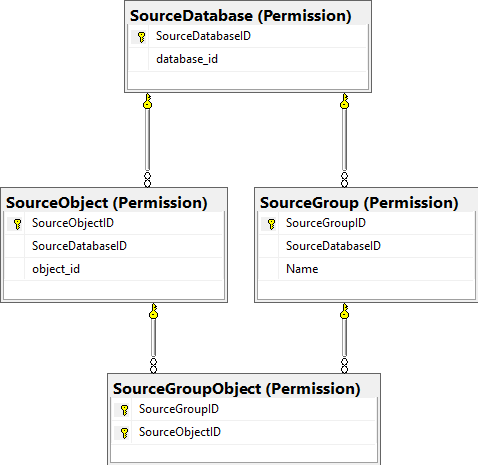 SourceDatabase (Permission)
SourceDatabaseID
database_id
SourceObject (Permission)
SourceObjectID
SourceDatabaseID
object_id
SourceGroup (Permission)
SourceGroupID
SourceDatabaseID
Name
SourceGroupObject (Permission)
SourceGroupID
SourceObjectID